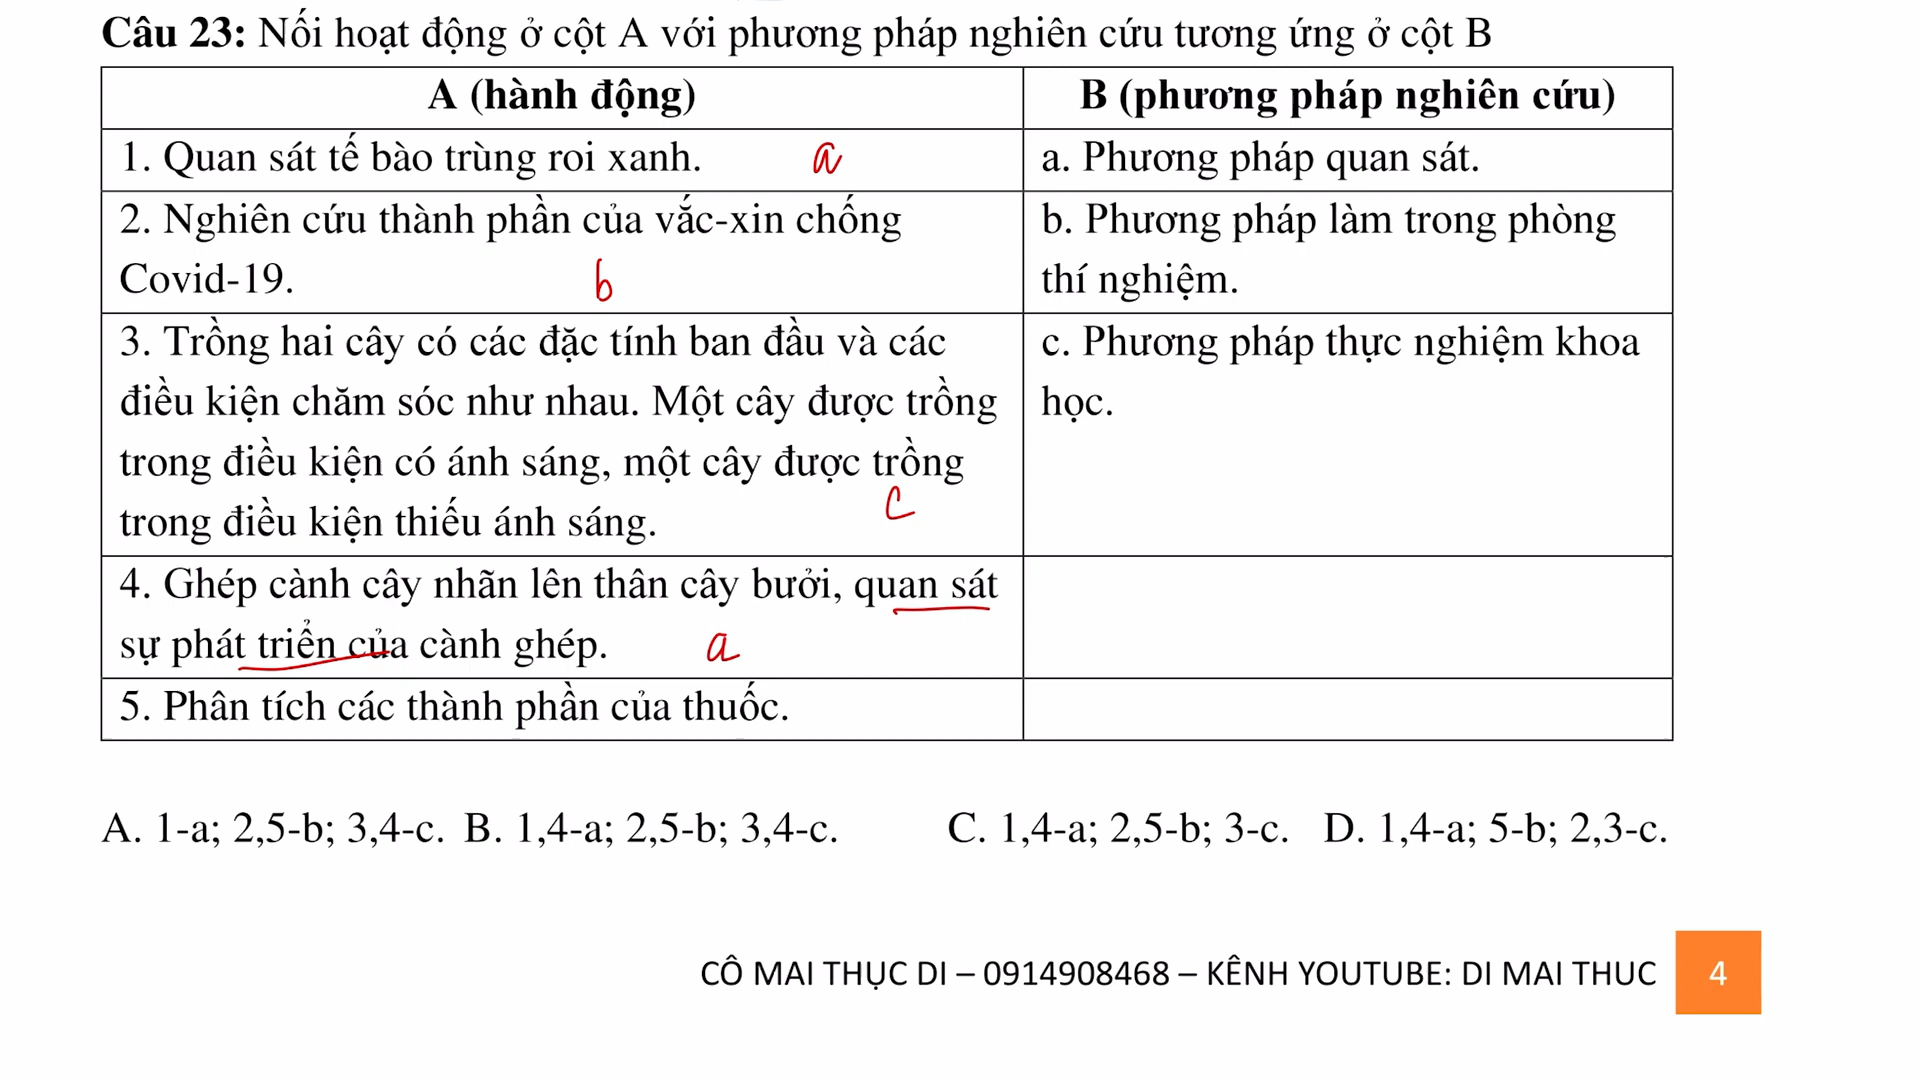 Câu 23: Nối hoạt động ở cột A với phương pháp nghiên cứu tương ứng ở cột B
A (hành động)
B (phương pháp nghiên cứu)
1. Quan sát tế bào trùng roi xanh.
a
a. Phương pháp quan sát.
2. Nghiên cứu thành phần của vắc-xin chống
Covid-19.
b
b. Phương pháp làm trong phòng
thí nghiệm.
3. Trồng hai cây có các đặc tính ban đầu và các
điều kiện chăm sóc như nhau. Một cây được trồng
trong điều kiện có ánh sáng, một cây được trồng
trong điều kiện thiếu ánh sáng.
c
c. Phương pháp thực nghiệm khoa
học.
4. Ghép cành cây nhãn lên thân cây bưởi, quan sát
sự phát triển của cành ghép.
a
5. Phân tích các thành phần của thuốc.
A. 1-a; 2,5-b; 3,4-c. B. 1,4-a; 2,5-b; 3,4-c. C. 1,4-a; 2,5-b; 3-c. D. 1,4-a; 5-b; 2,3-c.
CÔ MAI THỤC DI – 0914908468 – KÊNH YOUTUBE: DI MAI THUC 4